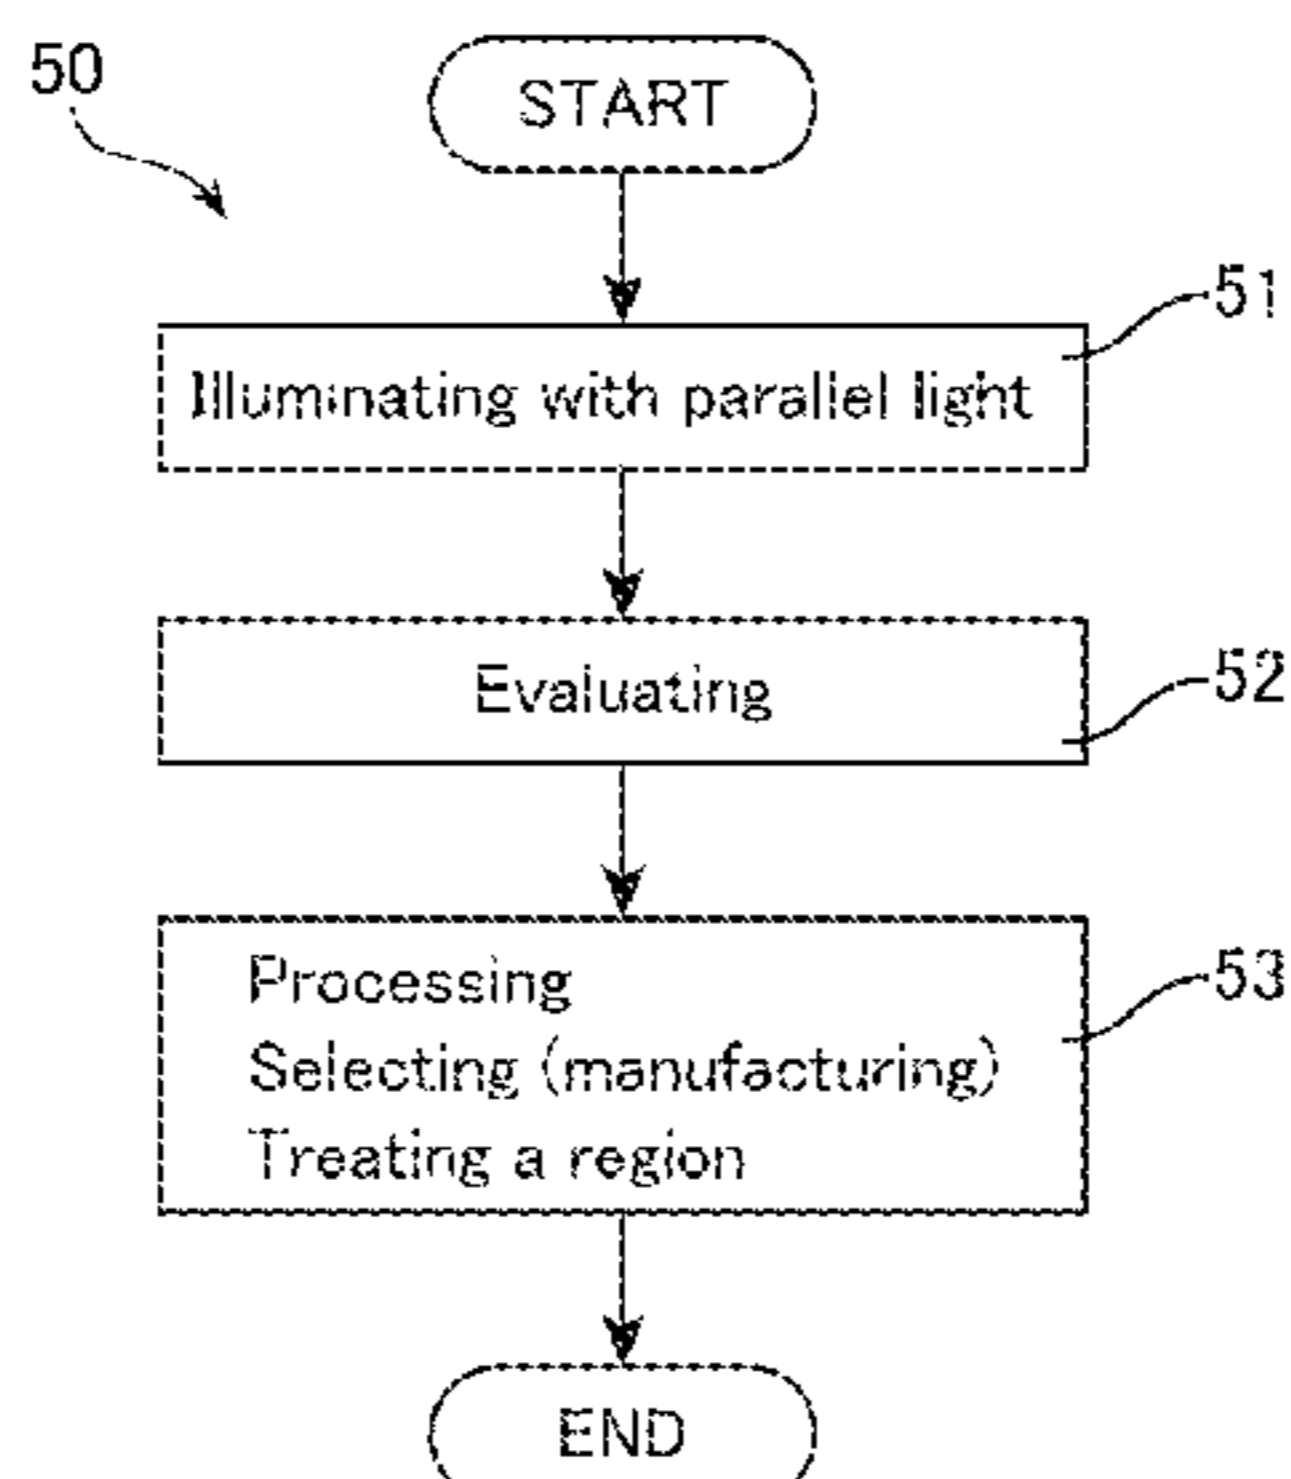 50
START
51
Illuminating with parallel light
Evaluating
52
Processing
53
Selecting (manufacturing)
Treating a region
END